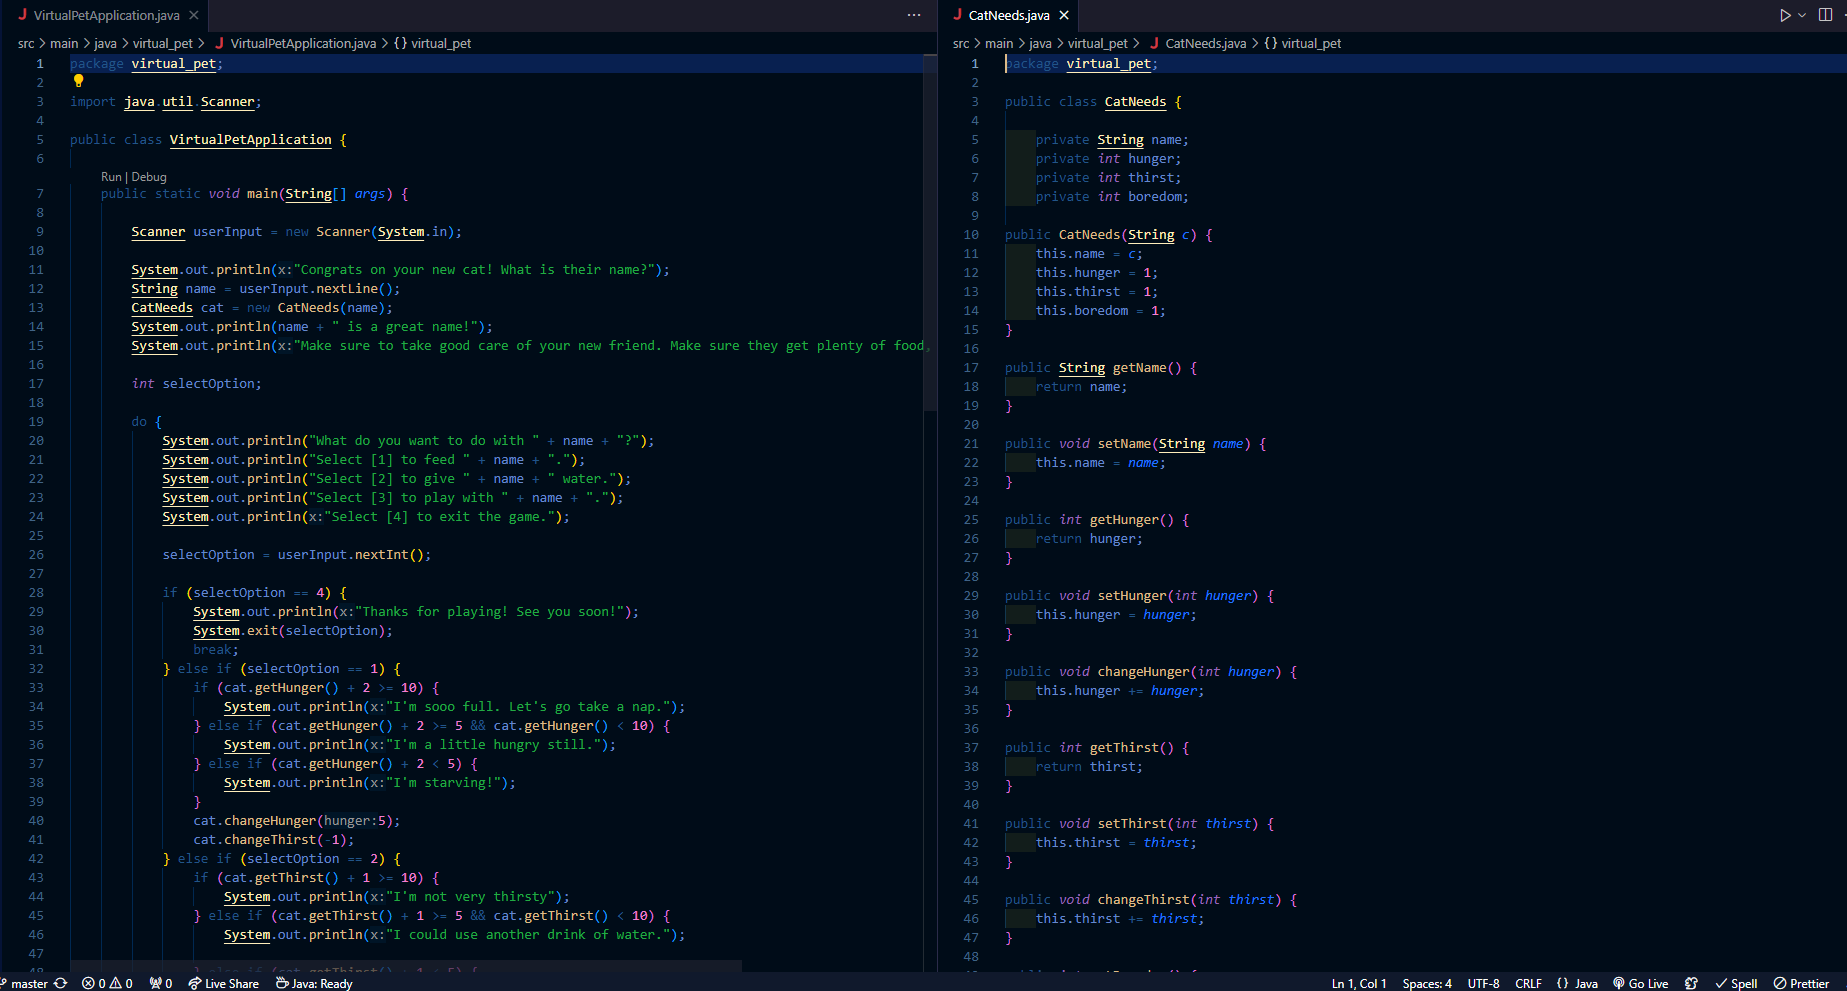 VirtualPetApplication.java
src > main > java > virtual_pet > VirtualPetApplication.java > {} virtual_pet
1 package virtual_pet;
2
3 import java.util.Scanner;
4
5 public class VirtualPetApplication {
6
Run | Debug
7 public static void main(String[] args) {
8
9 Scanner userInput = new Scanner(System.in);
10
11 System.out.println(x:"Congrats on your new cat! What is their name?");
12 String name = userInput.nextLine();
13 CatNeeds cat = new CatNeeds(name);
14 System.out.println(name + " is a great name!");
15 System.out.println(x:"Make sure to take good care of your new friend. Make sure they get plenty of food,
16
17 int selectOption;
18
19 do {
20 System.out.println("What do you want to do with " + name + "?");
21 System.out.println("Select [1] to feed " + name + ".");
22 System.out.println("Select [2] to give " + name + " water.");
23 System.out.println("Select [3] to play with " + name + ".");
24 System.out.println(x:"Select [4] to exit the game.");
25
26 selectOption = userInput.nextInt();
27
28 if (selectOption == 4) {
29 System.out.println(x:"Thanks for playing! See you soon!");
30 System.exit(selectOption);
31 break;
32 } else if (selectOption == 1) {
33 if (cat.getHunger() + 2 >= 10) {
34 System.out.println(x:"I'm sooo full. Let's go take a nap.");
35 } else if (cat.getHunger() + 2 >= 5 && cat.getHunger() < 10) {
36 System.out.println(x:"I'm a little hungry still.");
37 } else if (cat.getHunger() + 2 < 5) {
38 System.out.println(x:"I'm starving!");
39 }
40 cat.changeHunger(hunger:5);
41 cat.changeThirst(-1);
42 } else if (selectOption == 2) {
43 if (cat.getThirst() + 1 >= 10) {
44 System.out.println(x:"I'm not very thirsty");
45 } else if (cat.getThirst() + 1 >= 5 && cat.getThirst() < 10) {
46 System.out.println(x:"I could use another drink of water.");
47
CatNeeds.java
src > main > java > virtual_pet > CatNeeds.java > {} virtual_pet
1 package virtual_pet;
2
3 public class CatNeeds {
4
5 private String name;
6 private int hunger;
7 private int thirst;
8 private int boredom;
9
10 public CatNeeds(String c) {
11 this.name = c;
12 this.hunger = 1;
13 this.thirst = 1;
14 this.boredom = 1;
15 }
16
17 public String getName() {
18 return name;
19 }
20
21 public void setName(String name) {
22 this.name = name;
23 }
24
25 public int getHunger() {
26 return hunger;
27 }
28
29 public void setHunger(int hunger) {
30 this.hunger = hunger;
31 }
32
33 public void changeHunger(int hunger) {
34 this.hunger += hunger;
35 }
36
37 public int getThirst() {
38 return thirst;
39 }
40
41 public void setThirst(int thirst) {
42 this.thirst = thirst;
43 }
44
45 public void changeThirst(int thirst) {
46 this.thirst += thirst;
47 }
48
master 0 0 0 Live Share Java: Ready Ln 1, Col 1 Spaces: 4 UTF-8 CRLF {} Java Go Live Spell Prettier